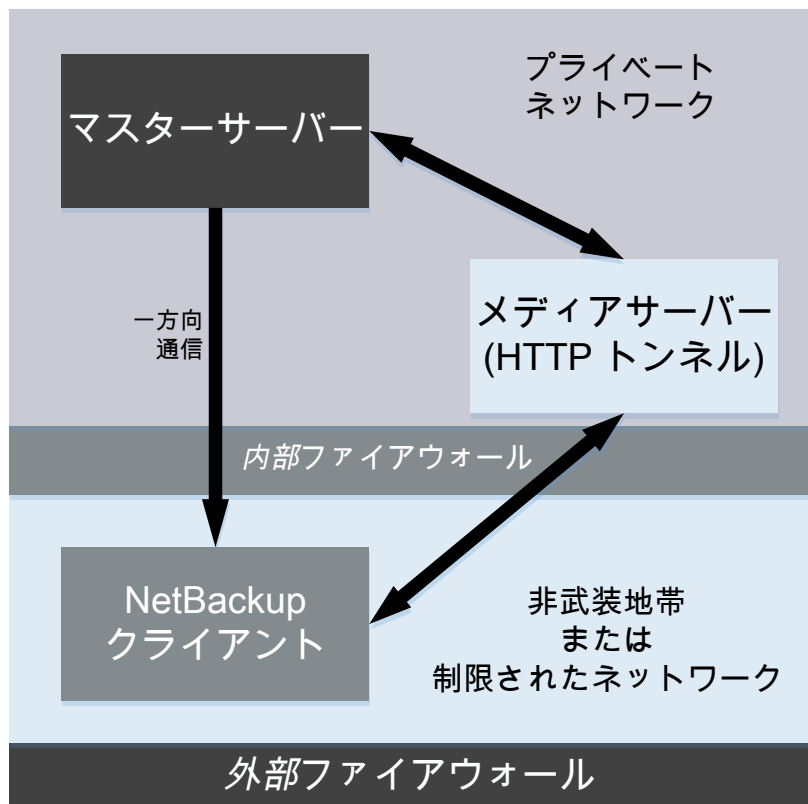 プライベート
ネットワーク
マスターサーバー
メディアサーバー
(HTTP トンネル)
一方向
通信
内部ファイアウォール
NetBackup
クライアント
非武装地帯
または
制限されたネットワーク
外部ファイアウォール